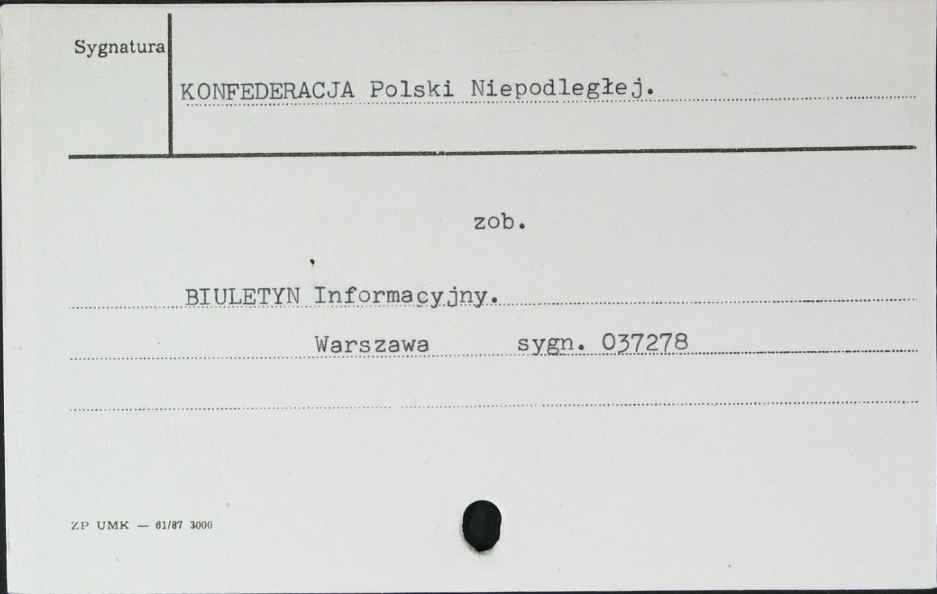 Sygnatura
KONFEDERACJA Polski Niepodległej.
zob.
BIULETYN Informacyjny.
Warszawa sygn. 037278
ZP UMK — 61/87 3000